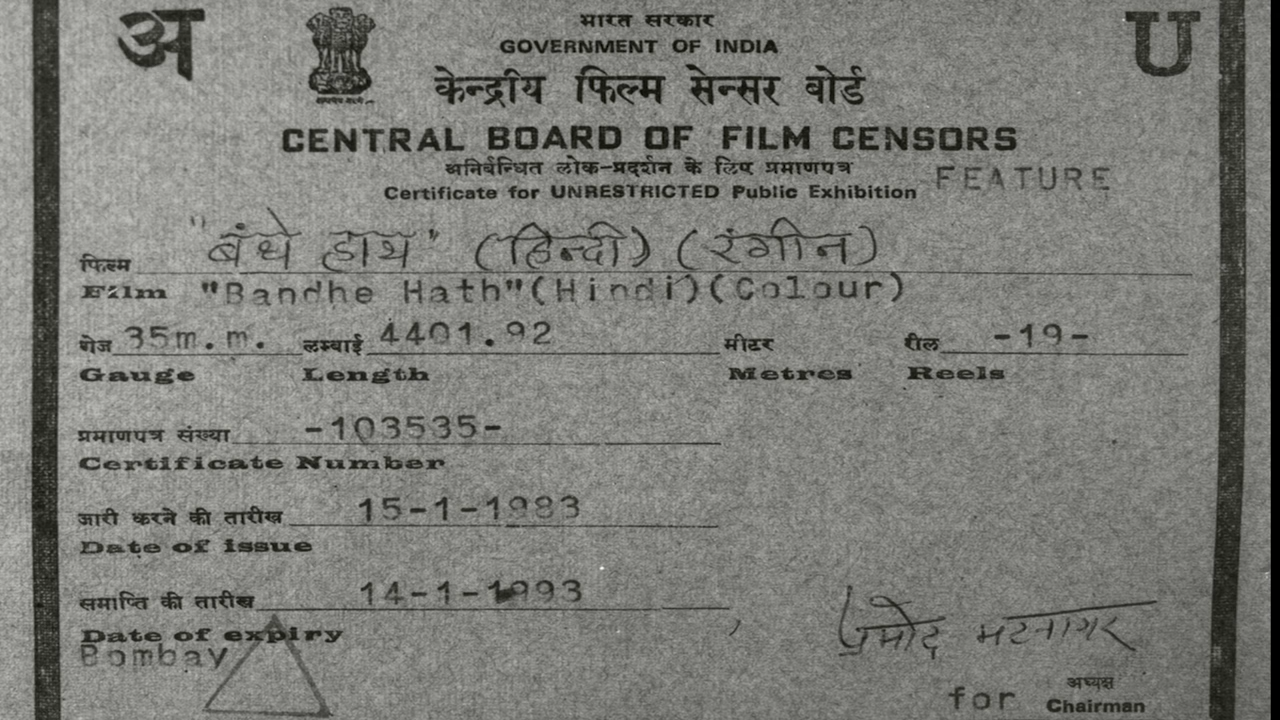 अ
U
भारत सरकार
GOVERNMENT OF INDIA
केन्द्रीय फिल्म सेन्सर बोर्ड
CENTRAL BOARD OF FILM CENSORS
अनिर्बन्धित लोक-प्रदर्शन के लिए प्रमाणपत्र
Certificate for UNRESTRICTED Public Exhibition FEATURE
फिल्म "बंधे हाथ" (हिन्दी) (रंगीन)
Film "Bandhe Hath"(Hindi)(Colour)
गेज 35m.m. लम्बाई 4401.92 मीटर रील -19-
Gauge Length Metres Reels
प्रमाणपत्र संख्या -103535-
Certificate Number
जारी करने की तारीख 15-1-1983
Date of issue
समाप्ति की तारीख 14-1-1993
Date of expiry
Bombay
प्रमोद भटनागर
अध्यक्ष
for Chairman